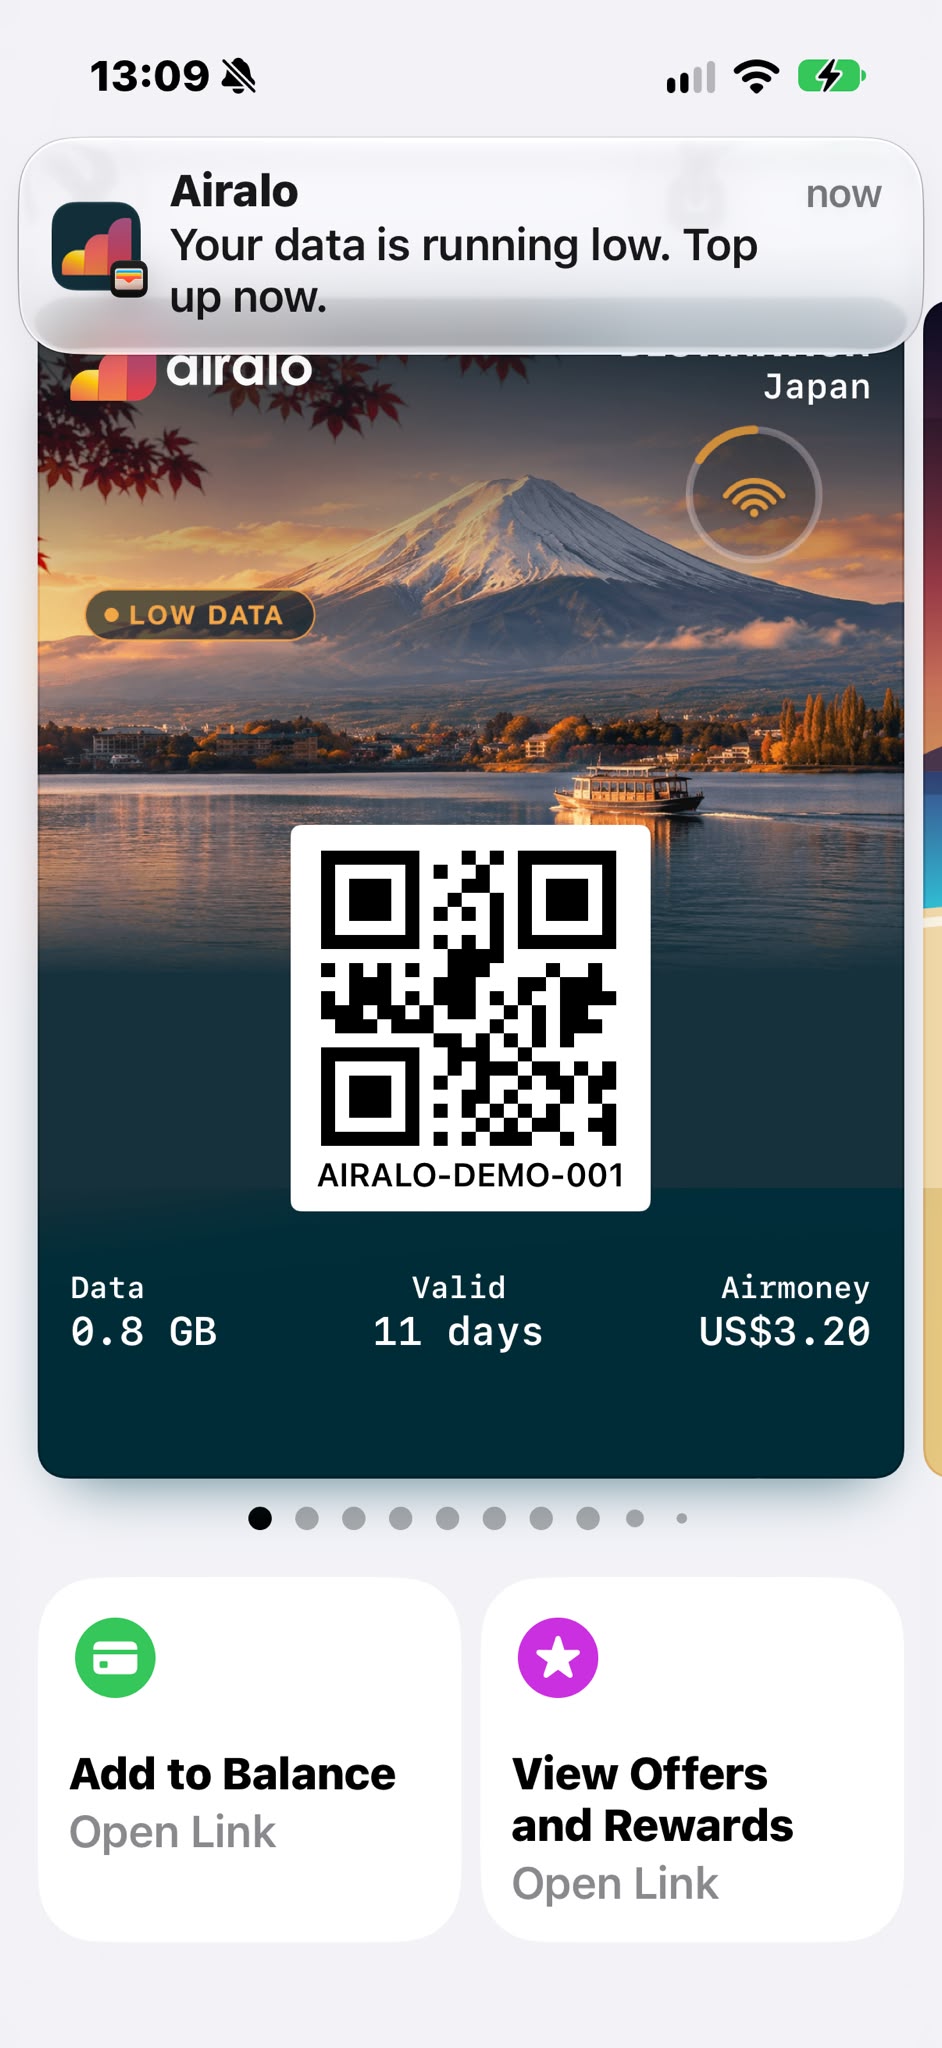 13:09
Airalo
now
Your data is running low. Top
up now.
airalo
Japan
LOW DATA
AIRALO-DEMO-001
Data
Valid
Airmoney
0.8 GB
11 days
US$3.20
Add to Balance
Open Link
View Offers
and Rewards
Open Link